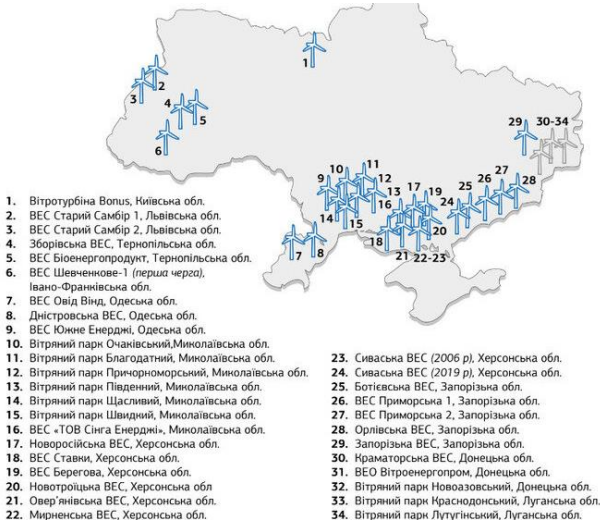 1
2
3
4
5
6
7
8
9
10
11
12
13
14
15
16
17
18
19
20
21
22-23
24
25
26
27
28
29
30-34
1. Вітротурбіна Bonus, Київська обл.
2. ВЕС Старий Самбір 1, Львівська обл.
3. ВЕС Старий Самбір 2, Львівська обл.
4. Зборівська ВЕС, Тернопільська обл.
5. ВЕС Біоенергопродукт, Тернопільська обл.
6. ВЕС Шевченкове-1 (перша черга),
Івано-Франківська обл.
7. ВЕС Овід Вінд, Одеська обл.
8. Дністровська ВЕС, Одеська обл.
9. ВЕС Южне Енерджі, Одеська обл.
10. Вітряний парк Очаківський,Миколаївська обл.
11. Вітряний парк Благодатний, Миколаївська обл.
12. Вітряний парк Причорноморський, Миколаївська обл.
13. Вітряний парк Південний, Миколаївська обл.
14. Вітряний парк Щасливий, Миколаївська обл.
15. Вітряний парк Швидкий, Миколаївська обл.
16. ВЕС «ТОВ Сінга Енерджі», Миколаївська обл.
17. Новоросійська ВЕС, Херсонська обл.
18. ВЕС Ставки, Херсонська обл.
19. ВЕС Берегова, Херсонська обл.
20. Новотроїцька ВЕС, Херсонська обл
21. Овер'янівська ВЕС, Херсонська обл.
22. Мирненська ВЕС, Херсонська обл.
23. Сиваська ВЕС (2006 р), Херсонська обл.
24. Сиваська ВЕС (2019 р), Херсонська обл.
25. Ботієвська ВЕС, Запорізька обл.
26. ВЕС Приморська 1, Запорізька обл.
27. ВЕС Приморська 2, Запорізька обл.
28. Орлівська ВЕС, Запорізька обл.
29. Запорізька ВЕС, Запорізька обл.
30. Краматорська ВЕС, Донецька обл.
31. ВЕО Вітроенергопром, Донецька обл.
32. Вітряний парк Новоазовський, Донецька обл.
33. Вітряний парк Краснодонський, Луганська обл.
34. Вітряний парк Лутугінський, Луганська обл.